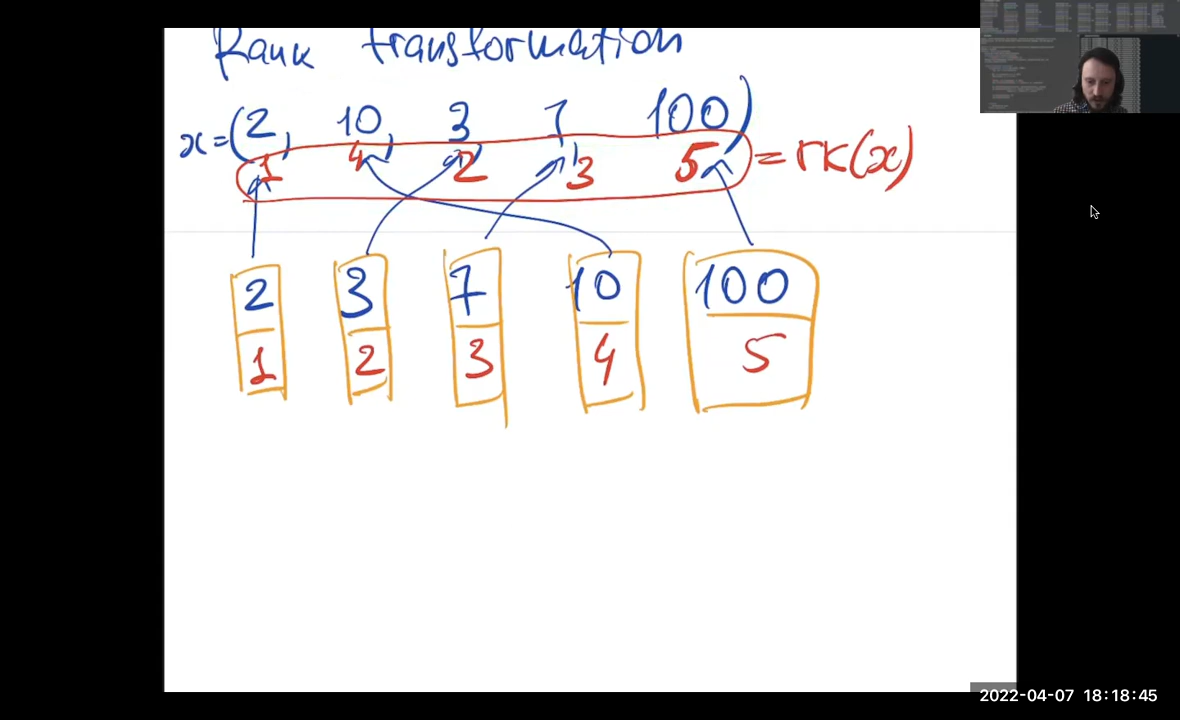 Rank transformation
x=(2, 10, 3, 7, 100)
1 4 2 3 5 = rk(x)
2 3 7 10 100
1 2 3 4 5
2022-04-07 18:18:45